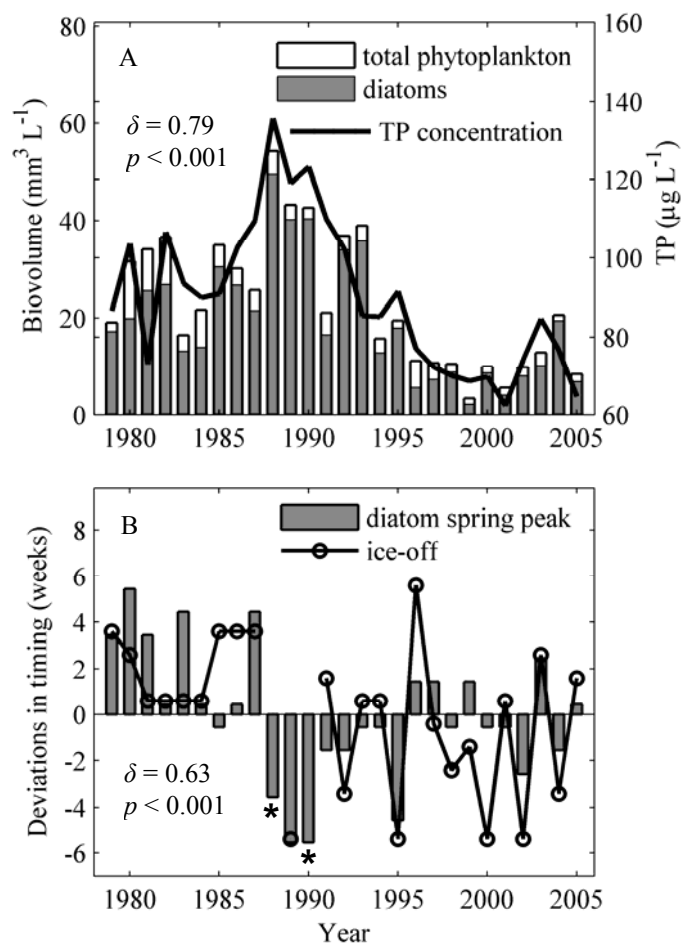 A
total phytoplankton
diatoms
TP concentration
δ = 0.79
p < 0.001
Biovolume (mm³ L⁻¹)
80
60
40
20
0
TP (µg L⁻¹)
160
140
120
100
80
60
1980 1985 1990 1995 2000 2005
B
diatom spring peak
ice-off
Deviations in timing (weeks)
8
6
4
2
0
-2
-4
-6
δ = 0.63
p < 0.001
*
*
1980 1985 1990 1995 2000 2005
Year